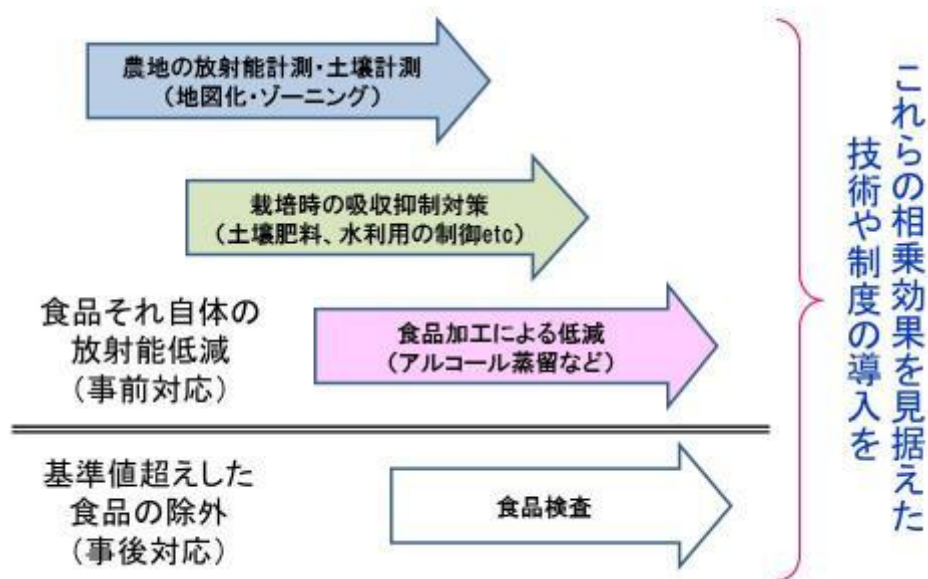 農地の放射能計測・土壌計測
（地図化・ゾーニング）
栽培時の吸収抑制対策
（土壌肥料、水利用の制御etc）
食品それ自体の
放射能低減
（事前対応）
食品加工による低減
（アルコール蒸留など）
基準値超えした
食品の除外
（事後対応）
食品検査
これらの相乗効果を見据えた
技術や制度の導入を